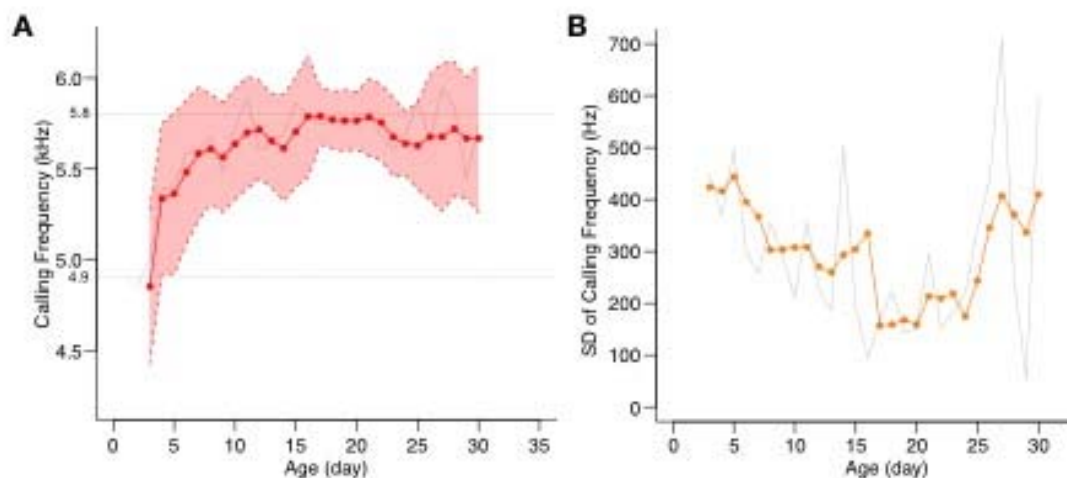 A
Calling Frequency (kHz)
6.0
5.8
5.5
5.0
4.9
4.5
0 5 10 15 20 25 30 35
Age (day)
B
SD of Calling Frequency (Hz)
700
600
500
400
300
200
100
0
0 5 10 15 20 25 30
Age (day)